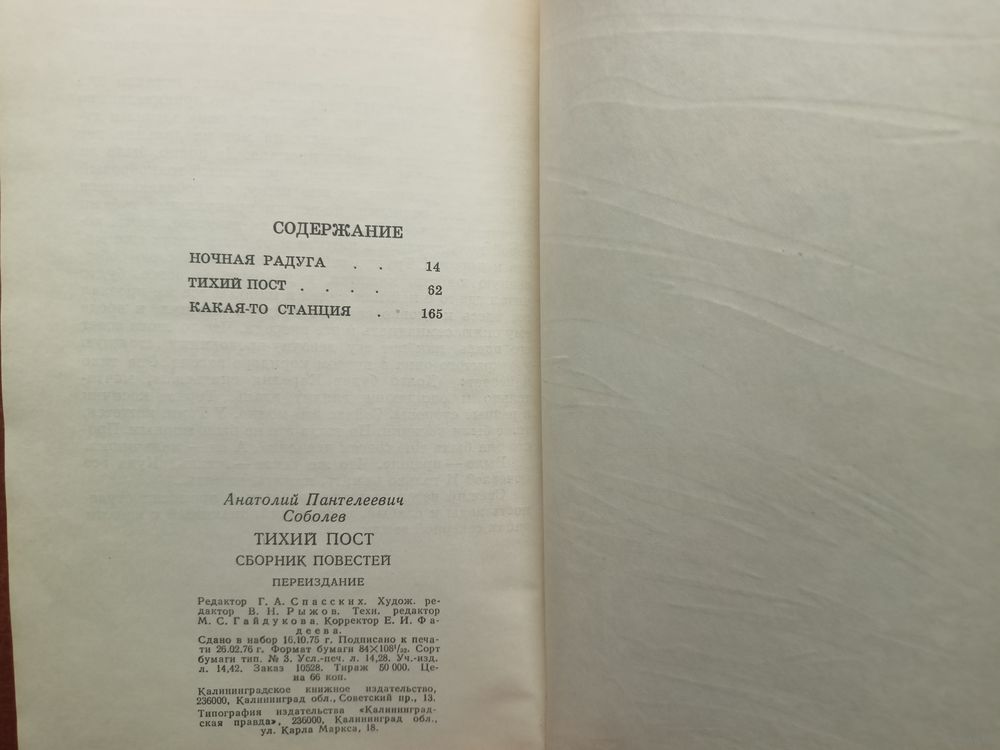 СОДЕРЖАНИЕ
НОЧНАЯ РАДУГА . . 14
ТИХИЙ ПОСТ . . . . 62
КАКАЯ-ТО СТАНЦИЯ . 165
Анатолий Пантелеевич
Соболев
ТИХИЙ ПОСТ
СБОРНИК ПОВЕСТЕЙ
ПЕРЕИЗДАНИЕ
Редактор Г. А. Спасских. Худож. ре-
дактор В. Н. Рыжов. Техн. редактор
М. С. Гайдукова. Корректор Е. И. Фа-
деева.
Сдано в набор 16.10.75 г. Подписано к печа-
ти 26.02.76 г. Формат бумаги 84×108¹/₃₂. Сорт
бумаги тип. № 3. Усл.-печ. л. 14,28. Уч.-изд.
л. 14,42. Заказ 10528. Тираж 50 000. Це-
на 66 коп.
Калининградское книжное издательство,
236000, Калининград обл., Советский пр., 13.
Типография издательства «Калининград-
ская правда», 236000, Калининград обл.,
ул. Карла Маркса, 18.